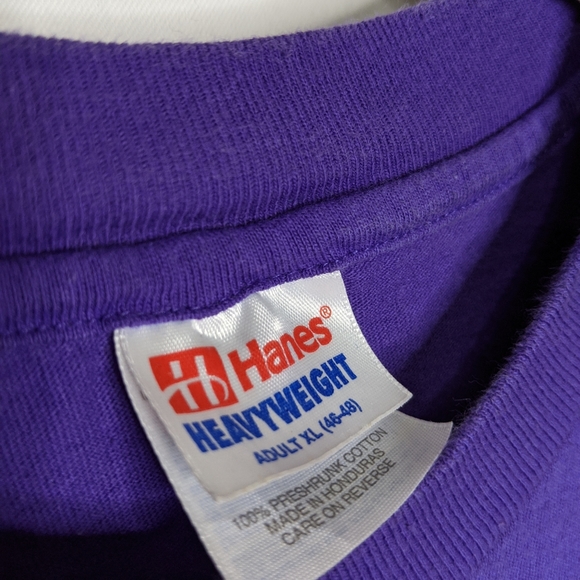 Hanes®
HEAVYWEIGHT
ADULT XL (46-48)
100% PRESHRUNK COTTON
MADE IN HONDURAS
CARE ON REVERSE